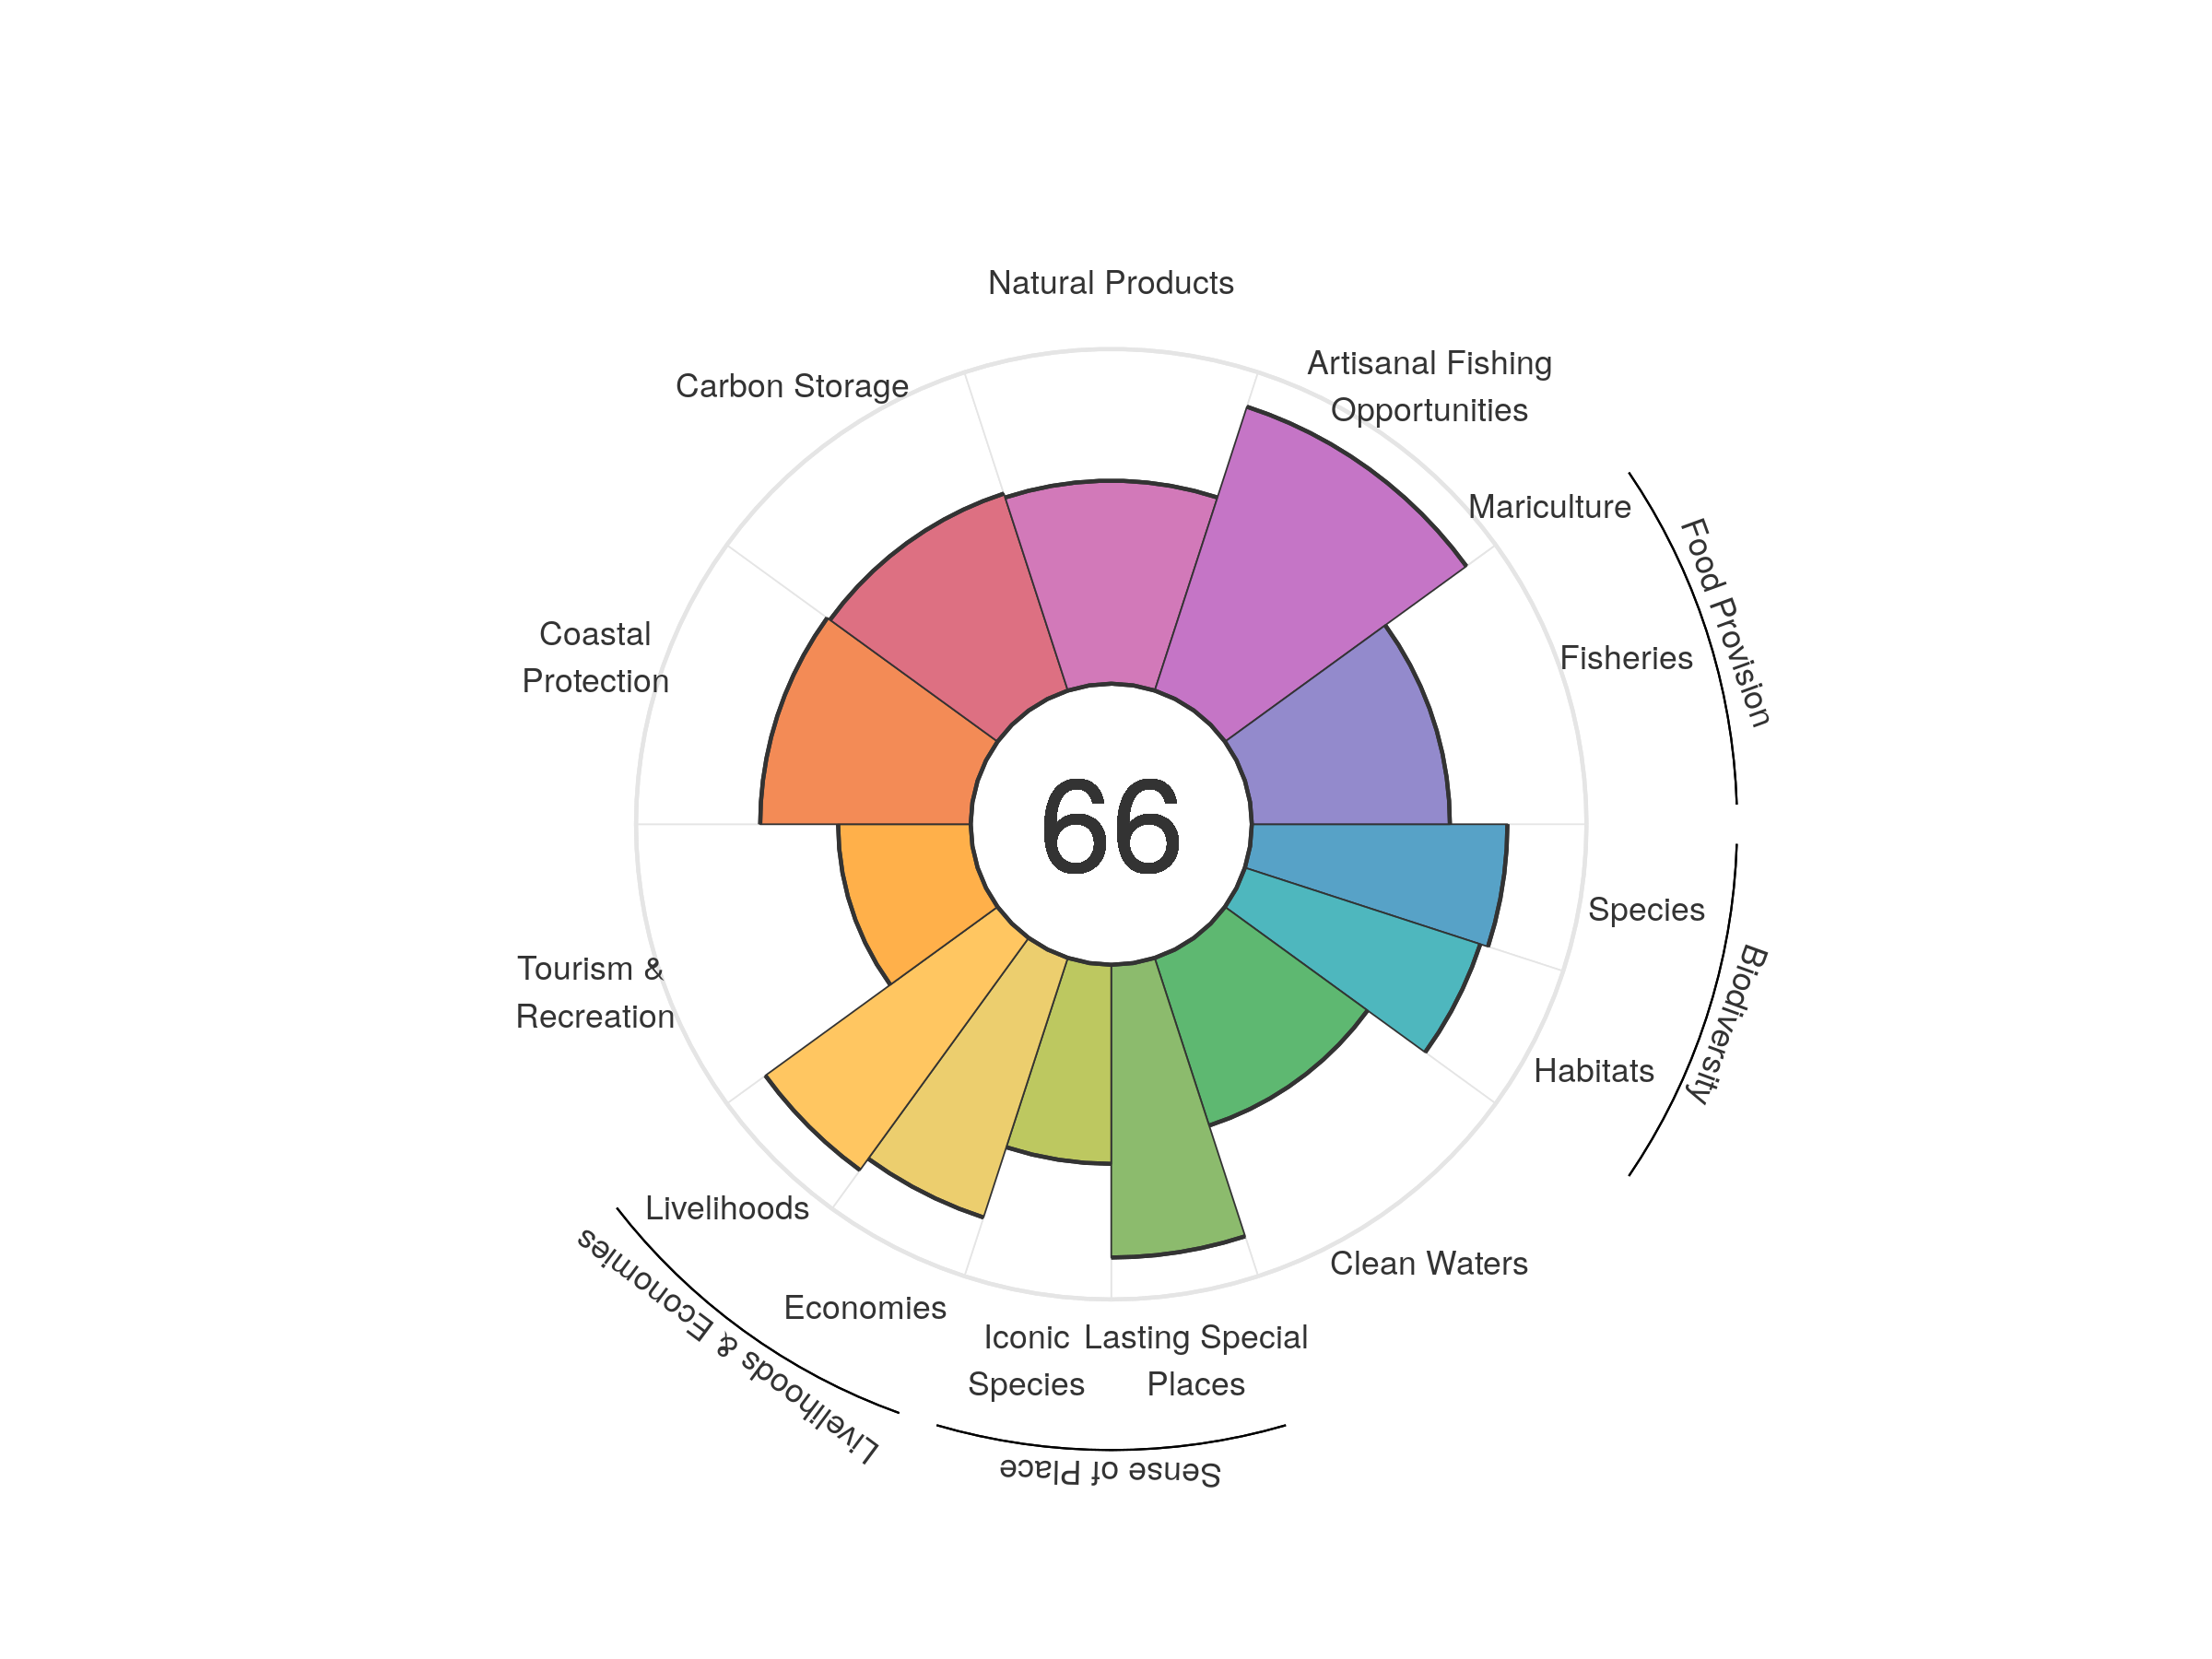 Natural Products
Artisanal Fishing
Opportunities
Carbon Storage
Mariculture
Food Provision
Coastal
Protection
Fisheries
66
Species
Biodiversity
Tourism &
Recreation
Habitats
Livelihoods
Livelihoods & Economies
Clean Waters
Economies
Iconic
Species
Lasting Special
Places
Sense of Place